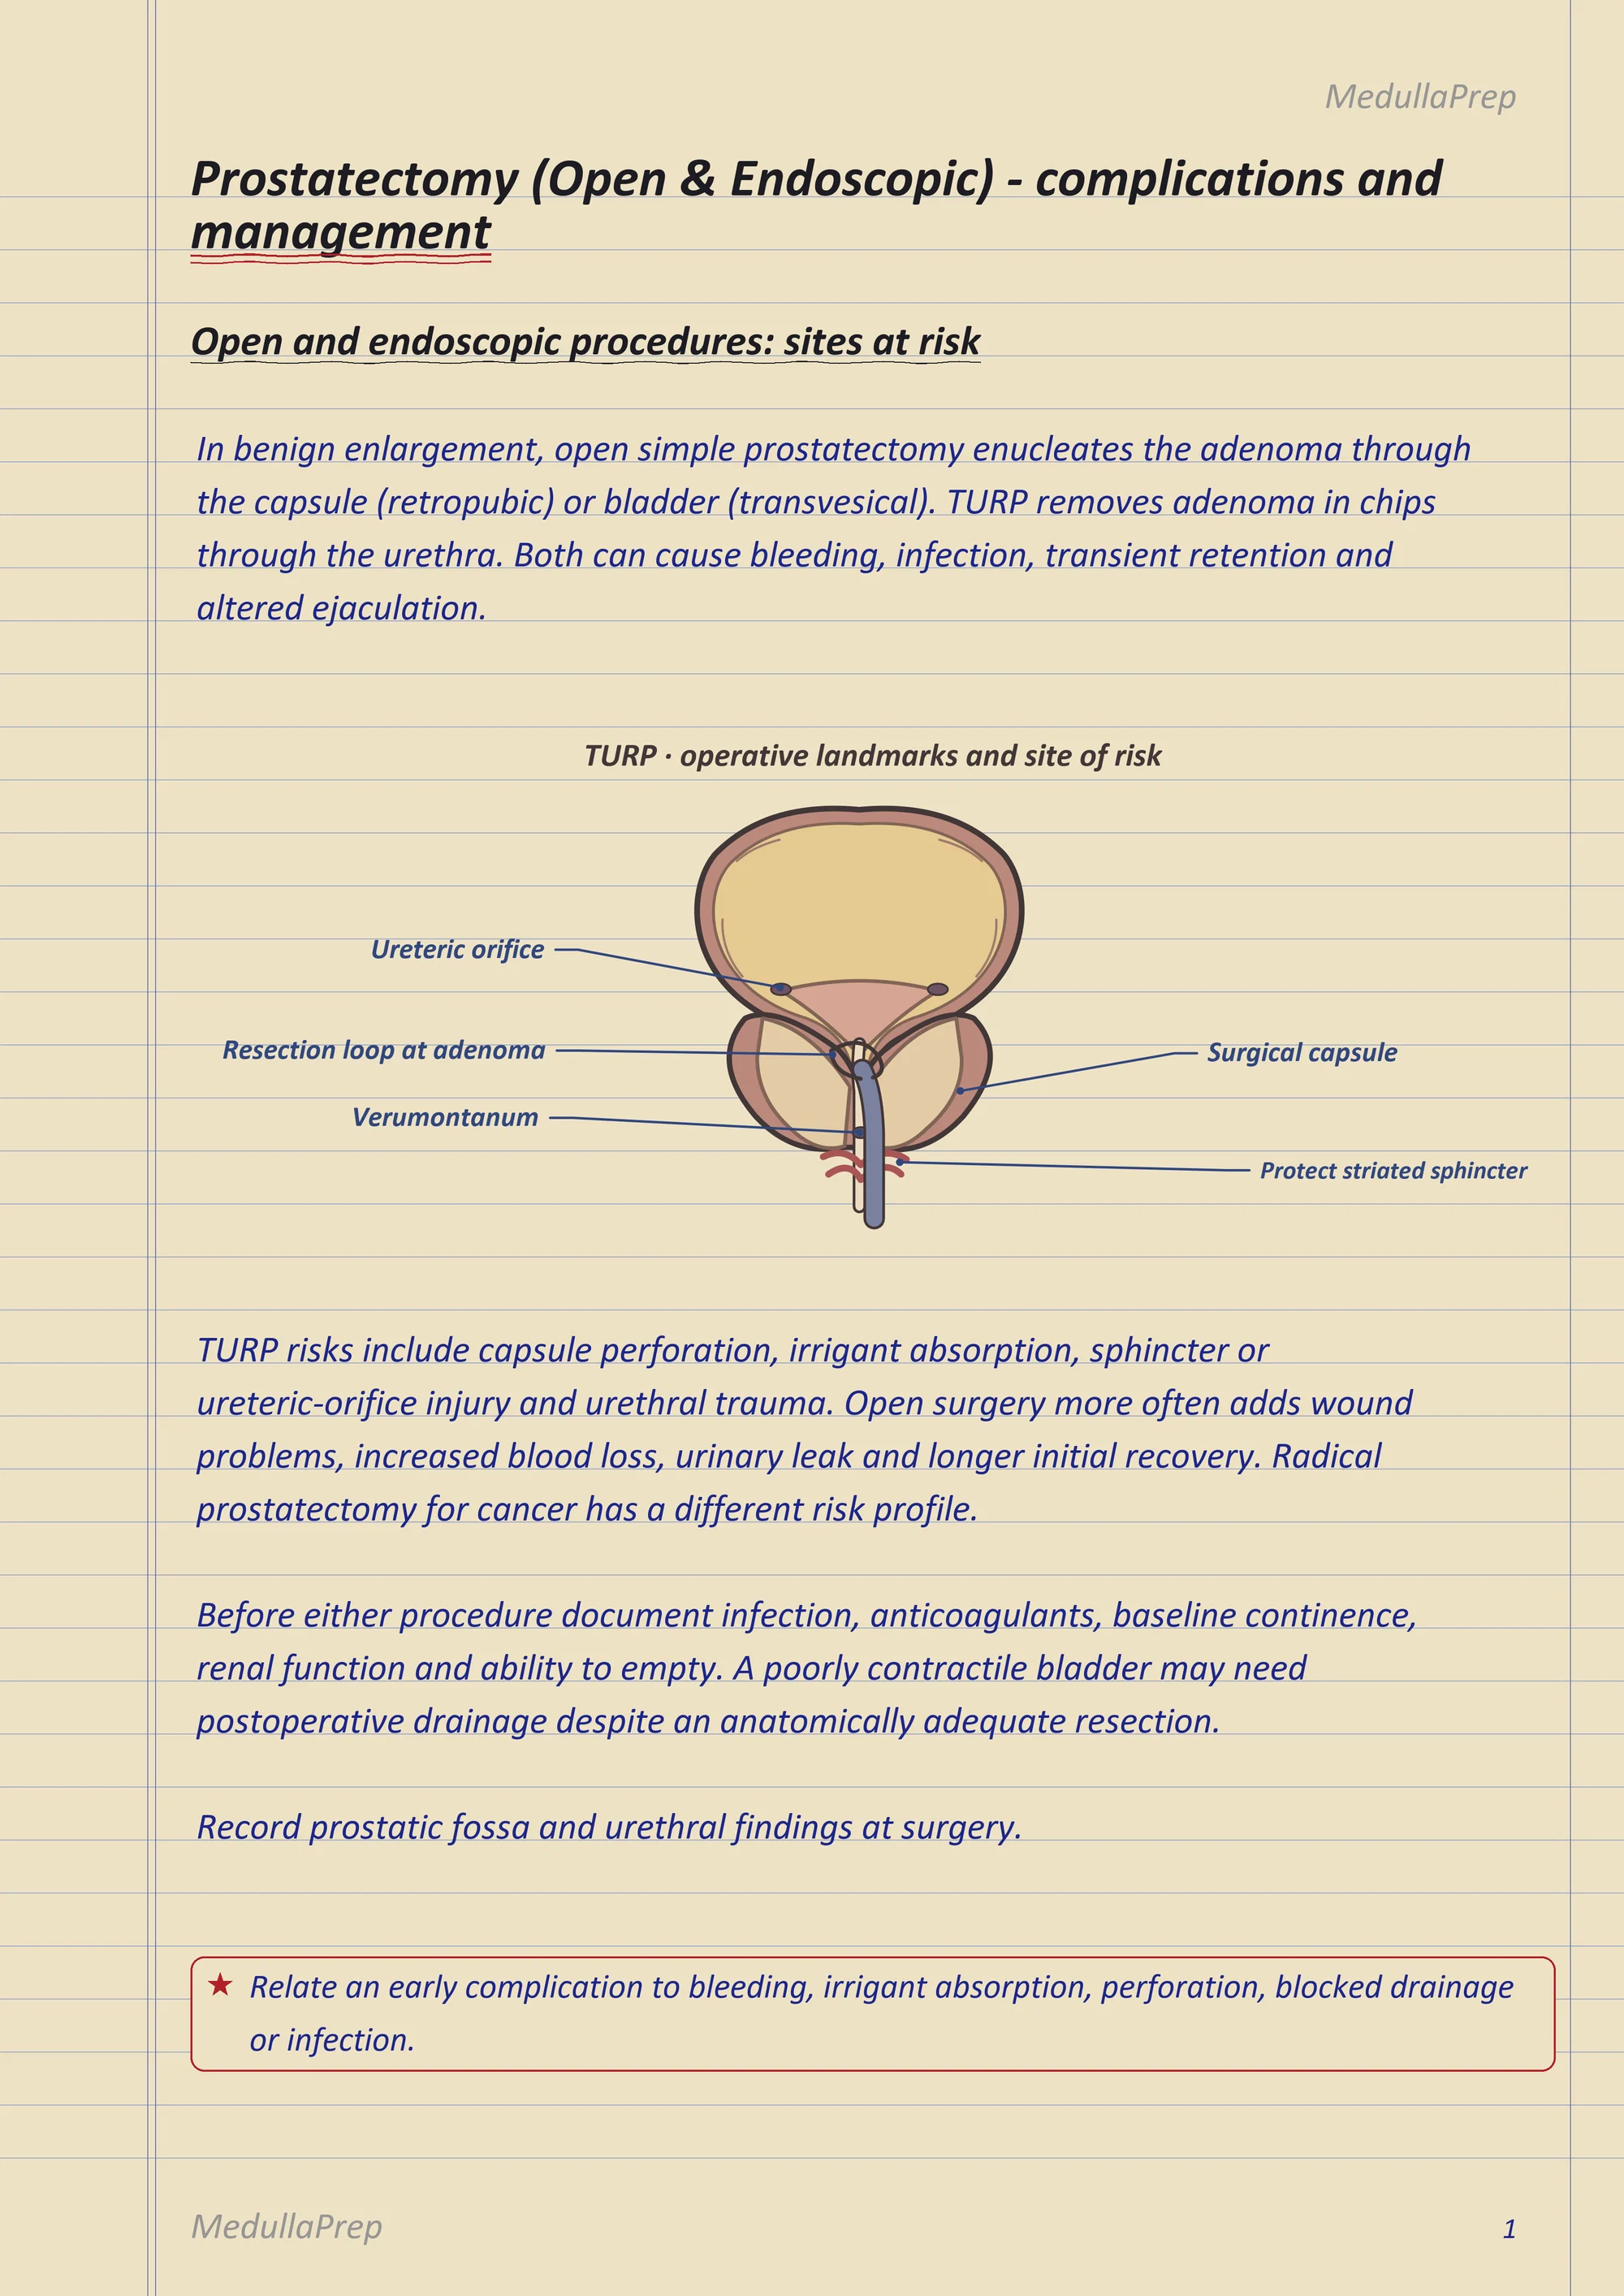 MedullaPrep
Prostatectomy (Open & Endoscopic) - complications and
management
Open and endoscopic procedures: sites at risk
In benign enlargement, open simple prostatectomy enucleates the adenoma through
the capsule (retropubic) or bladder (transvesical). TURP removes adenoma in chips
through the urethra. Both can cause bleeding, infection, transient retention and
altered ejaculation.
TURP · operative landmarks and site of risk
Ureteric orifice
Resection loop at adenoma
Surgical capsule
Verumontanum
Protect striated sphincter
TURP risks include capsule perforation, irrigant absorption, sphincter or
ureteric-orifice injury and urethral trauma. Open surgery more often adds wound
problems, increased blood loss, urinary leak and longer initial recovery. Radical
prostatectomy for cancer has a different risk profile.
Before either procedure document infection, anticoagulants, baseline continence,
renal function and ability to empty. A poorly contractile bladder may need
postoperative drainage despite an anatomically adequate resection.
Record prostatic fossa and urethral findings at surgery.
★ Relate an early complication to bleeding, irrigant absorption, perforation, blocked drainage
or infection.
MedullaPrep
1